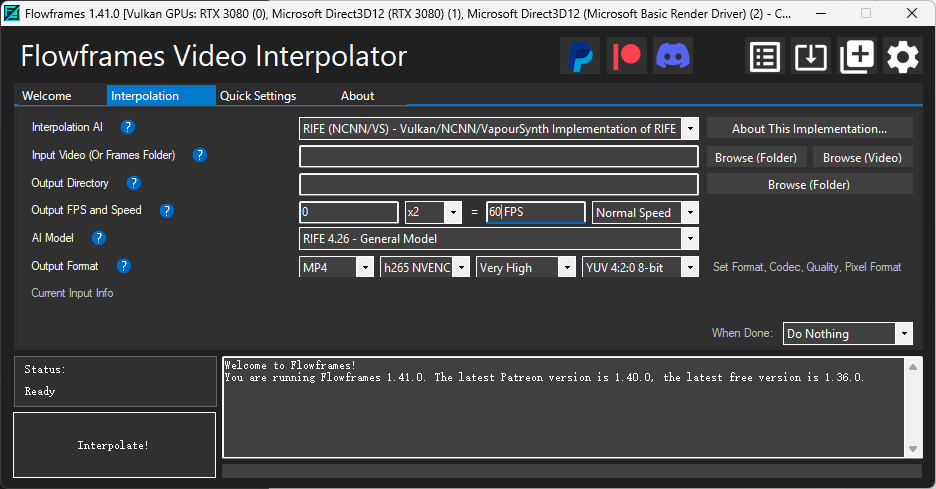 Flowframes 1.41.0 [Vulkan GPUs: RTX 3080 (0), Microsoft Direct3D12 (RTX 3080) (1), Microsoft Direct3D12 (Microsoft Basic Render Driver) (2) - C...
Flowframes Video Interpolator
Welcome Interpolation Quick Settings About
Interpolation AI ? RIFE (NCNN/VS) - Vulkan/NCNN/VapourSynth Implementation of RIFE About This Implementation...
Input Video (Or Frames Folder) ? Browse (Folder) Browse (Video)
Output Directory ? Browse (Folder)
Output FPS and Speed ? 0 x2 = 60 FPS Normal Speed
AI Model ? RIFE 4.26 - General Model
Output Format ? MP4 h265 NVENC Very High YUV 4:2:0 8-bit Set Format, Codec, Quality, Pixel Format
Current Input Info
When Done: Do Nothing
Status:
Ready
Welcome to Flowframes!
You are running Flowframes 1.41.0. The latest Patreon version is 1.40.0, the latest free version is 1.36.0.
Interpolate!